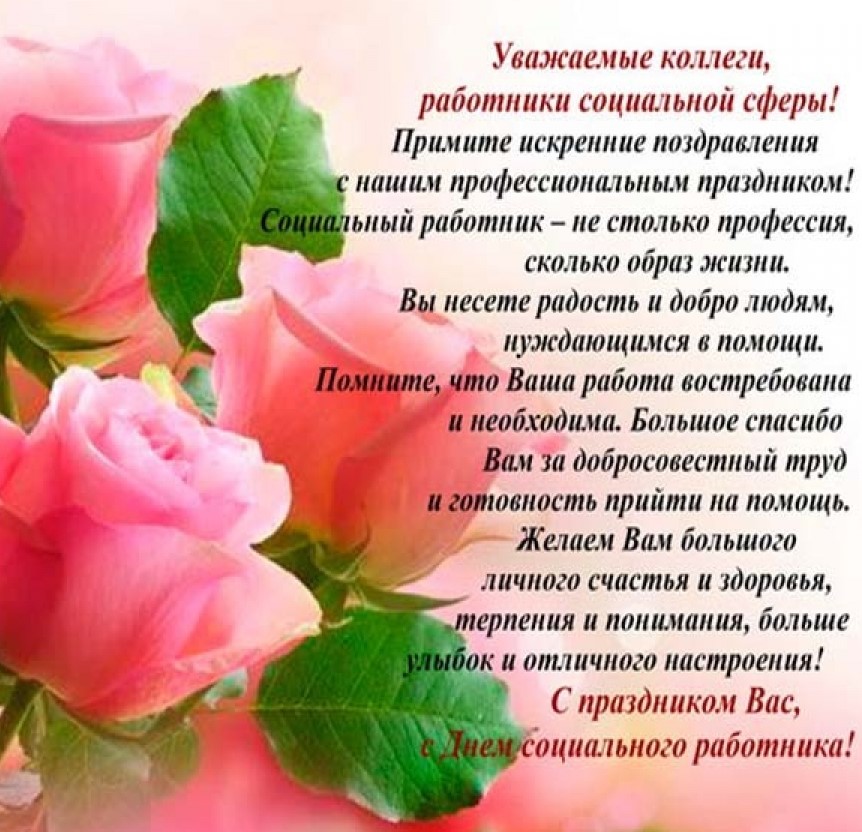 Уважаемые коллеги,
работники социальной сферы!
Примите искренние поздравления
с нашим профессиональным праздником!
Социальный работник – не столько профессия,
сколько образ жизни.
Вы несете радость и добро людям,
нуждающимся в помощи.
Помните, что Ваша работа востребована
и необходима. Большое спасибо
Вам за добросовестный труд
и готовность прийти на помощь.
Желаем Вам большого
личного счастья и здоровья,
терпения и понимания, больше
улыбок и отличного настроения!
С праздником Вас,
с Днем социального работника!